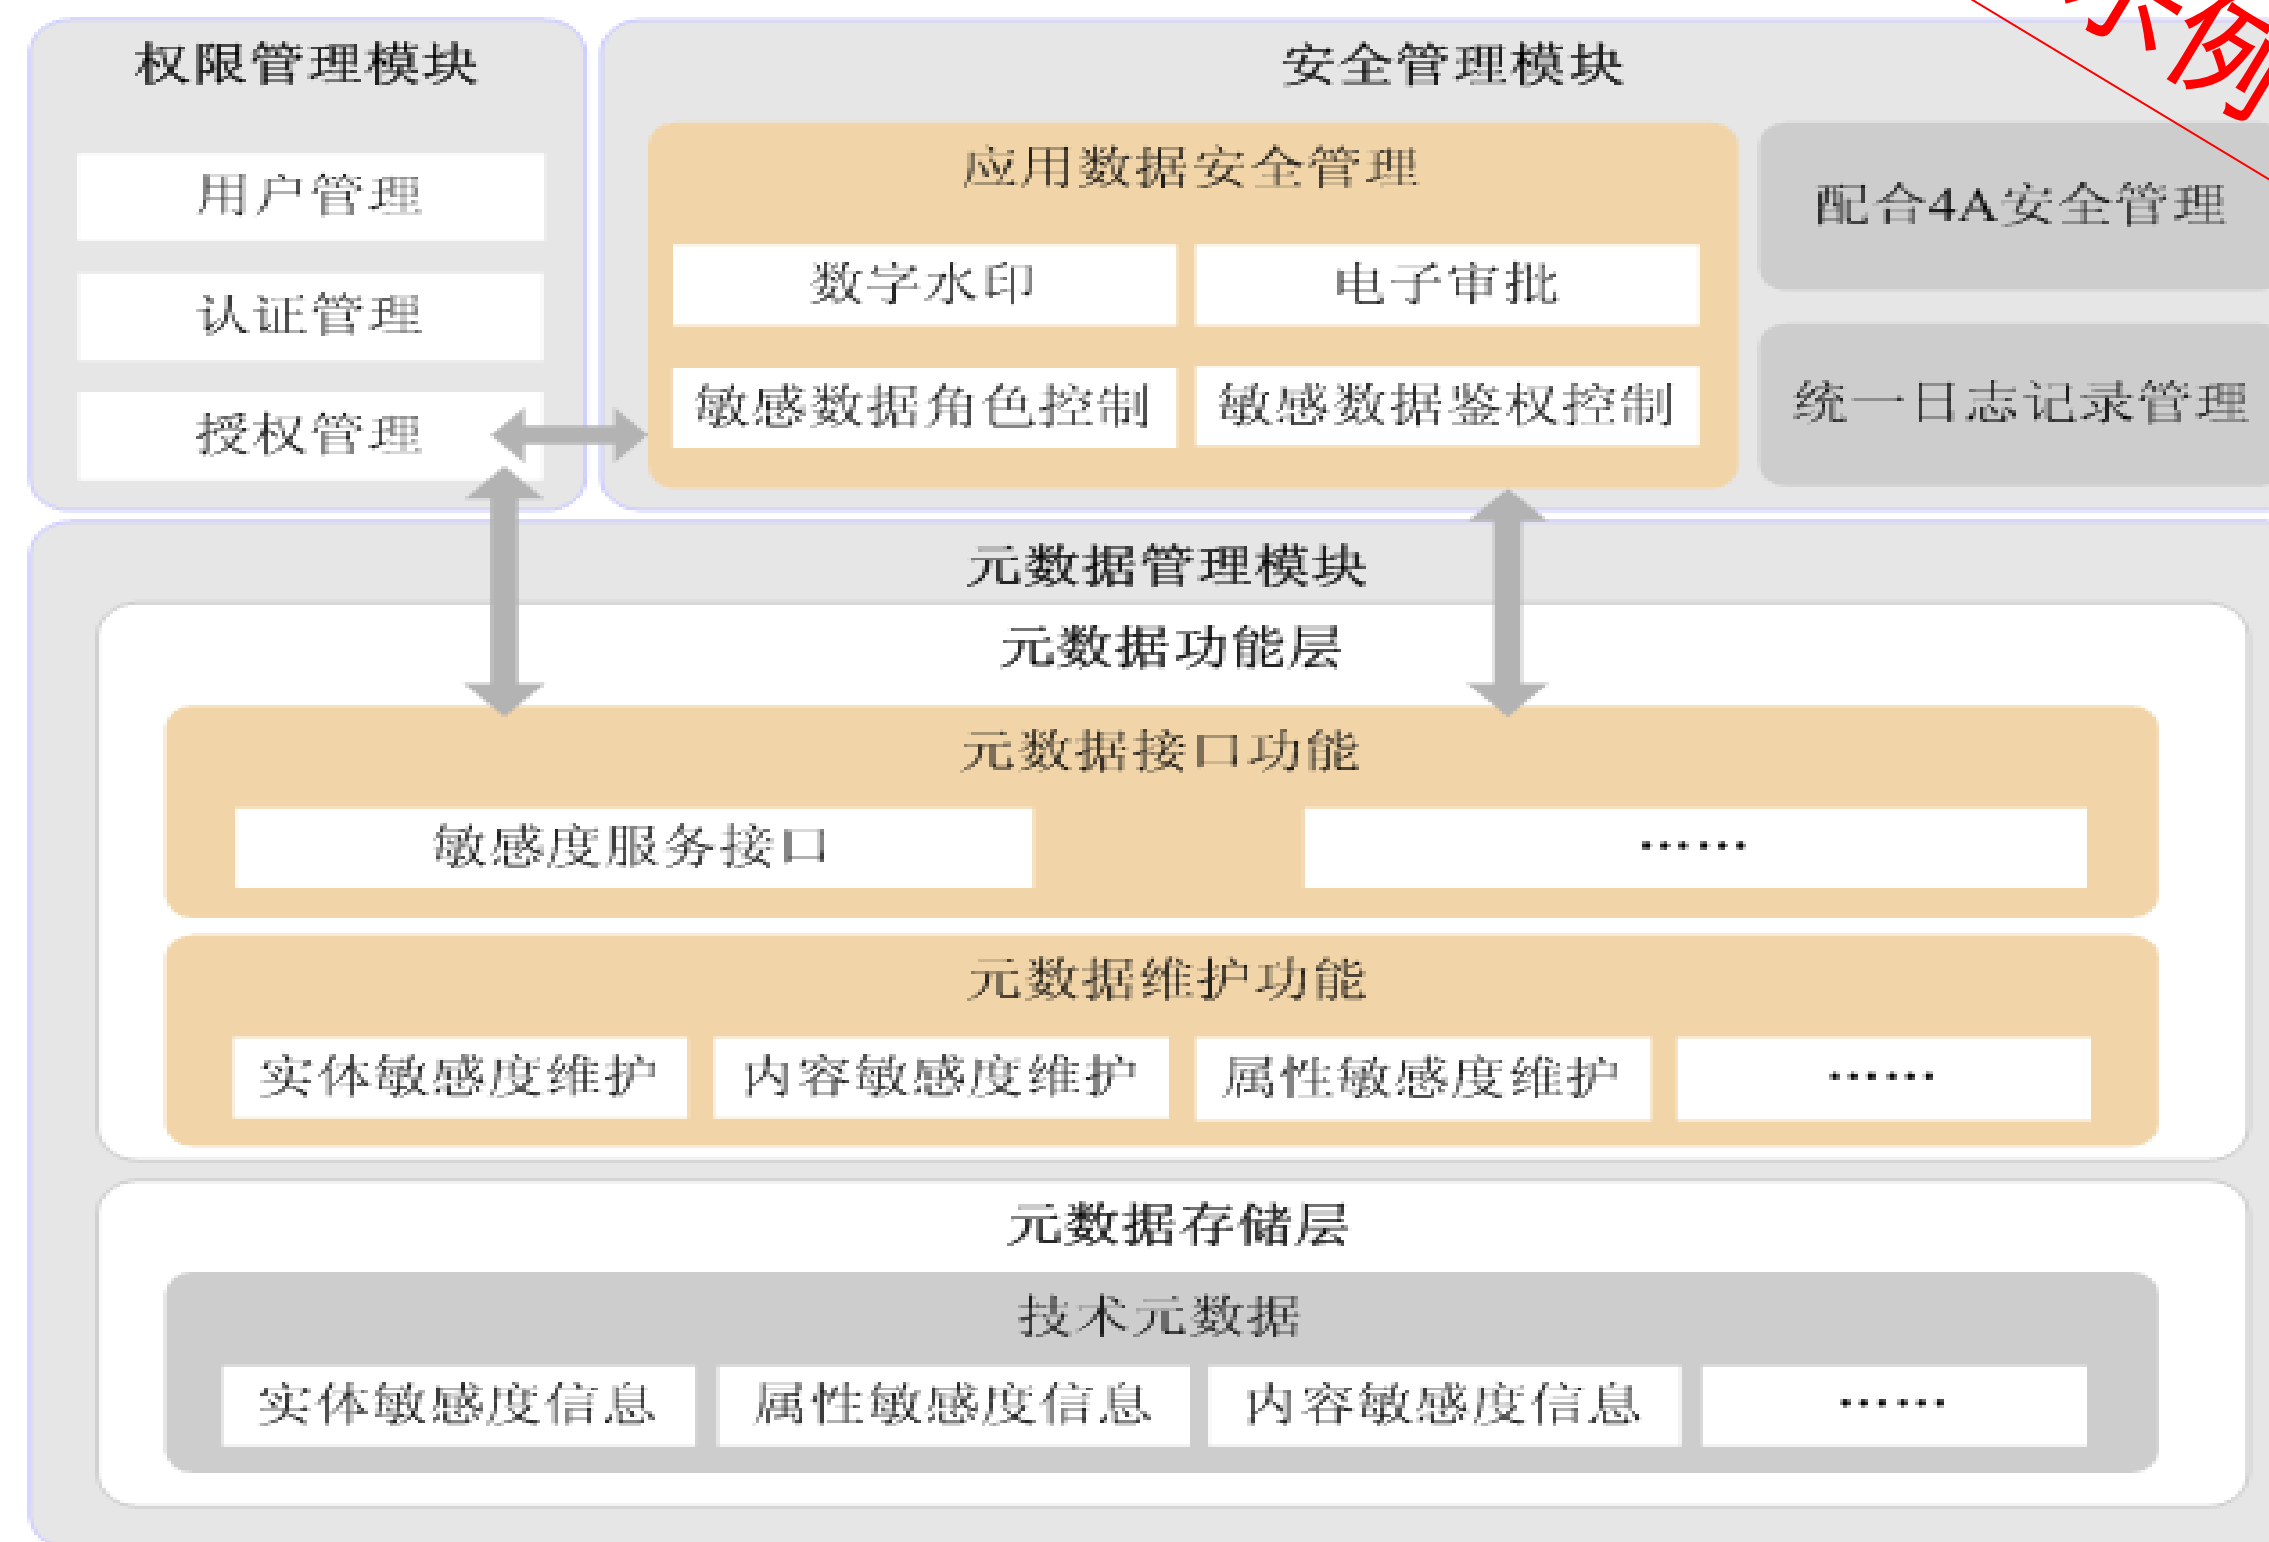 权限管理模块
用户管理
认证管理
授权管理
安全管理模块
应用数据安全管理
数字水印
电子审批
敏感数据角色控制
敏感数据鉴权控制
配合4A安全管理
统一日志记录管理
示例
元数据管理模块
元数据功能层
元数据接口功能
敏感度服务接口
……
元数据维护功能
实体敏感度维护
内容敏感度维护
属性敏感度维护
……
元数据存储层
技术元数据
实体敏感度信息
属性敏感度信息
内容敏感度信息
……